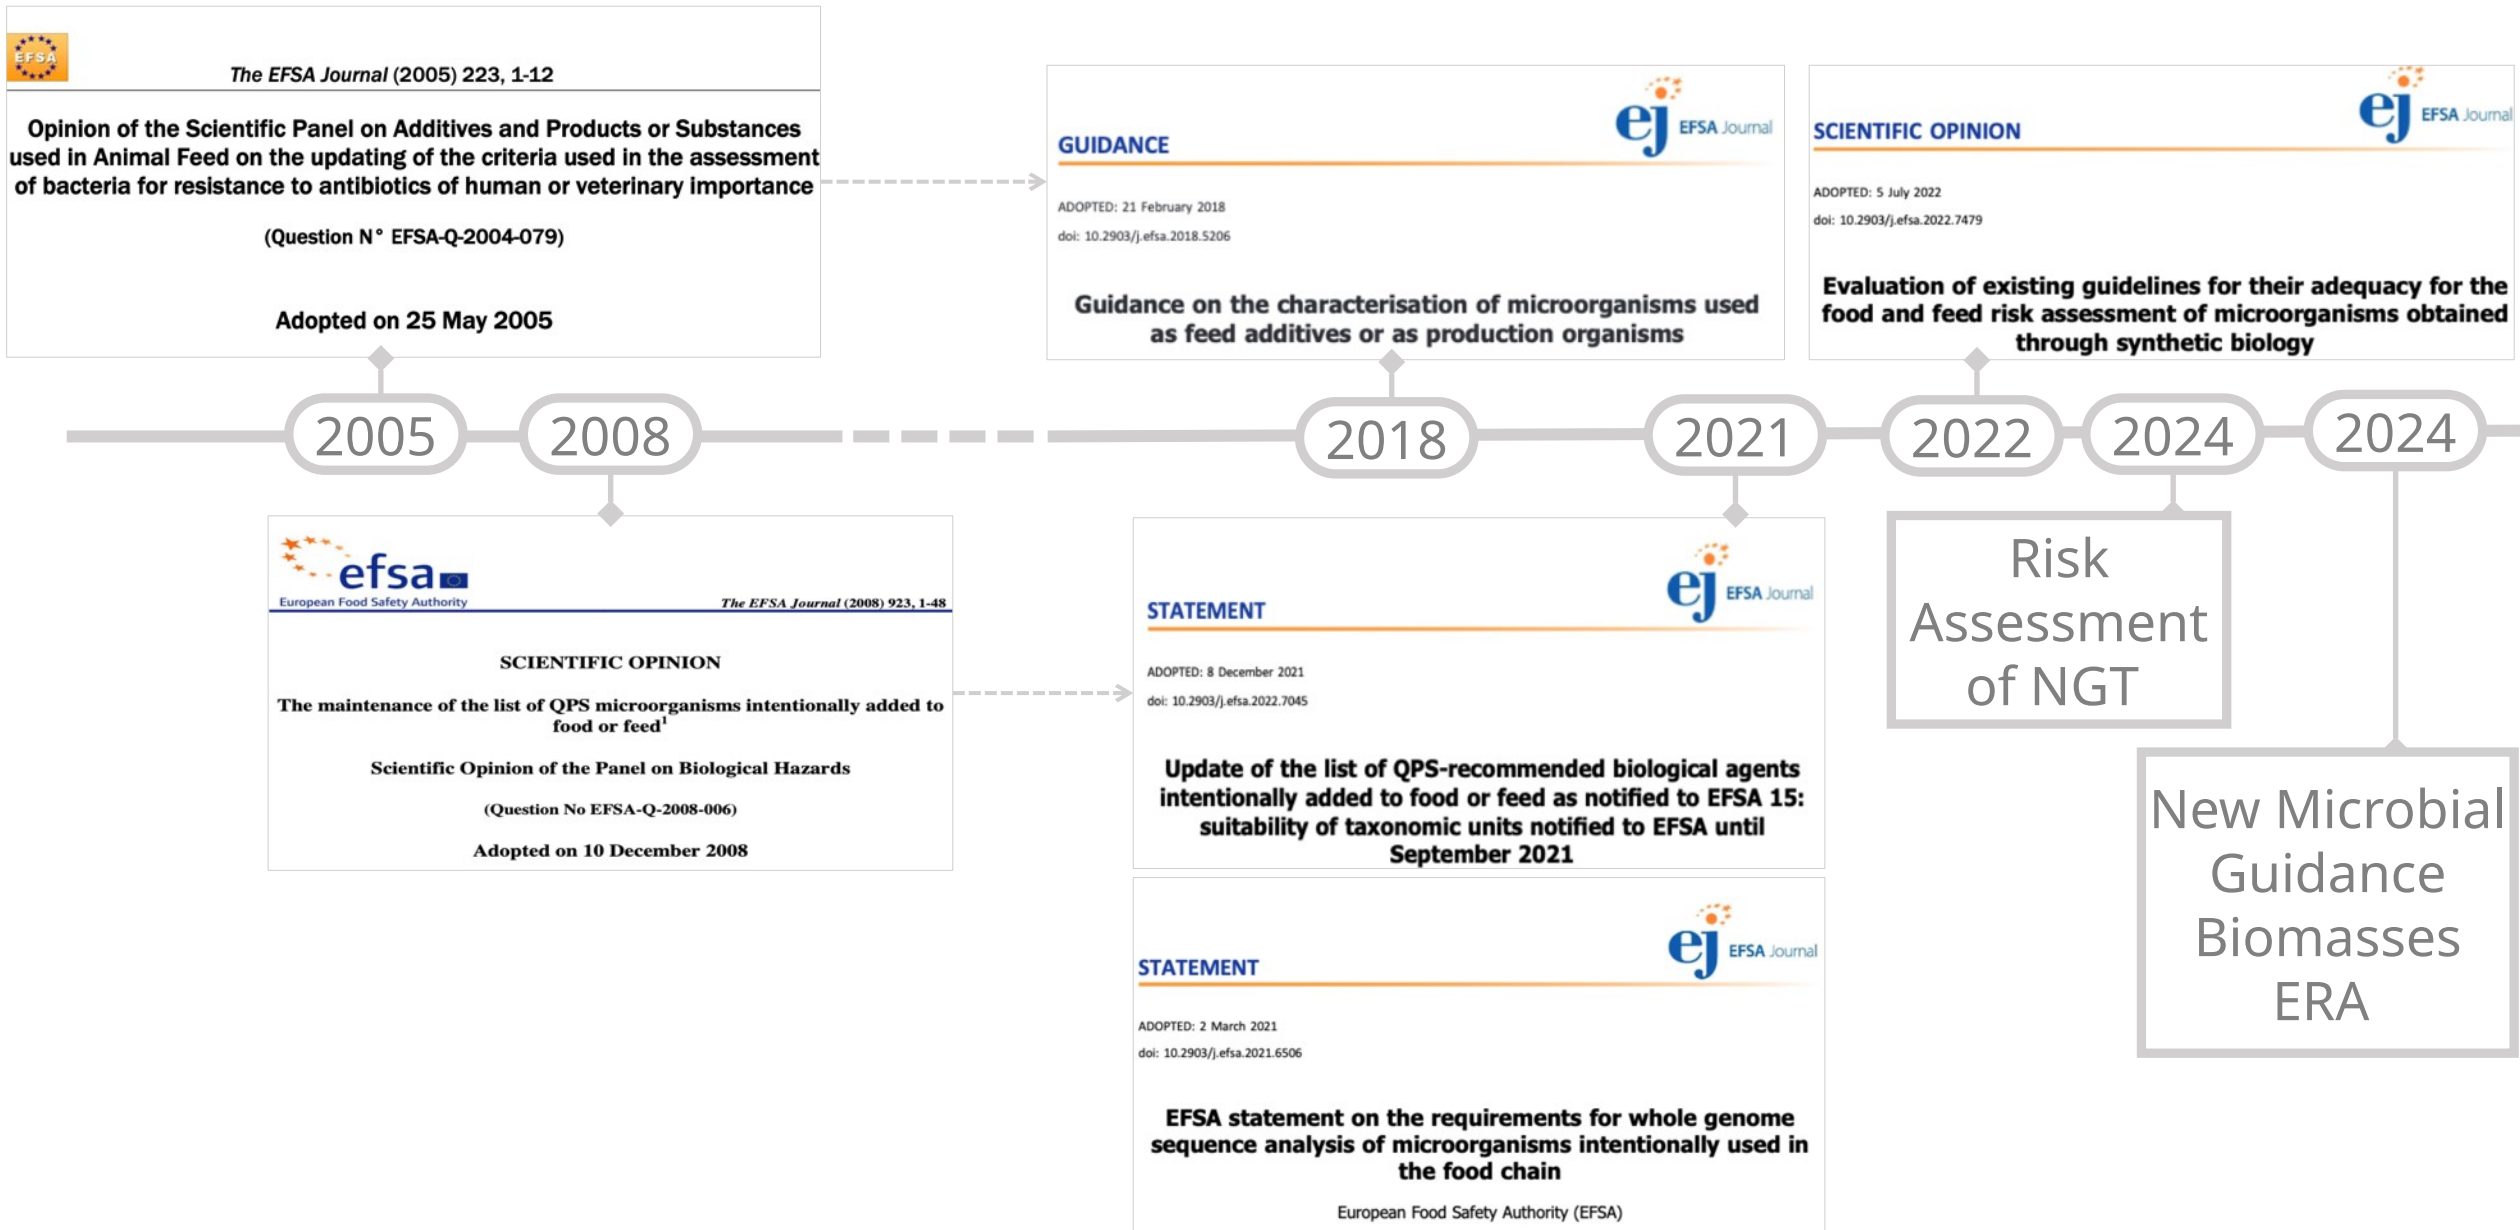 EFSA
The EFSA Journal (2005) 223, 1-12
Opinion of the Scientific Panel on Additives and Products or Substances
used in Animal Feed on the updating of the criteria used in the assessment
of bacteria for resistance to antibiotics of human or veterinary importance
(Question N° EFSA-Q-2004-079)
Adopted on 25 May 2005
ej EFSA Journal
GUIDANCE
ADOPTED: 21 February 2018
doi: 10.2903/j.efsa.2018.5206
Guidance on the characterisation of microorganisms used
as feed additives or as production organisms
ej EFSA Journal
SCIENTIFIC OPINION
ADOPTED: 5 July 2022
doi: 10.2903/j.efsa.2022.7479
Evaluation of existing guidelines for their adequacy for the
food and feed risk assessment of microorganisms obtained
through synthetic biology
2005
2008
2018
2021
2022
2024
2024
efsa
European Food Safety Authority
The EFSA Journal (2008) 923, 1-48
SCIENTIFIC OPINION
The maintenance of the list of QPS microorganisms intentionally added to
food or feed¹
Scientific Opinion of the Panel on Biological Hazards
(Question No EFSA-Q-2008-006)
Adopted on 10 December 2008
ej EFSA Journal
STATEMENT
ADOPTED: 8 December 2021
doi: 10.2903/j.efsa.2022.7045
Update of the list of QPS-recommended biological agents
intentionally added to food or feed as notified to EFSA 15:
suitability of taxonomic units notified to EFSA until
September 2021
ej EFSA Journal
STATEMENT
ADOPTED: 2 March 2021
doi: 10.2903/j.efsa.2021.6506
EFSA statement on the requirements for whole genome
sequence analysis of microorganisms intentionally used in
the food chain
European Food Safety Authority (EFSA)
Risk
Assessment
of NGT
New Microbial
Guidance
Biomasses
ERA